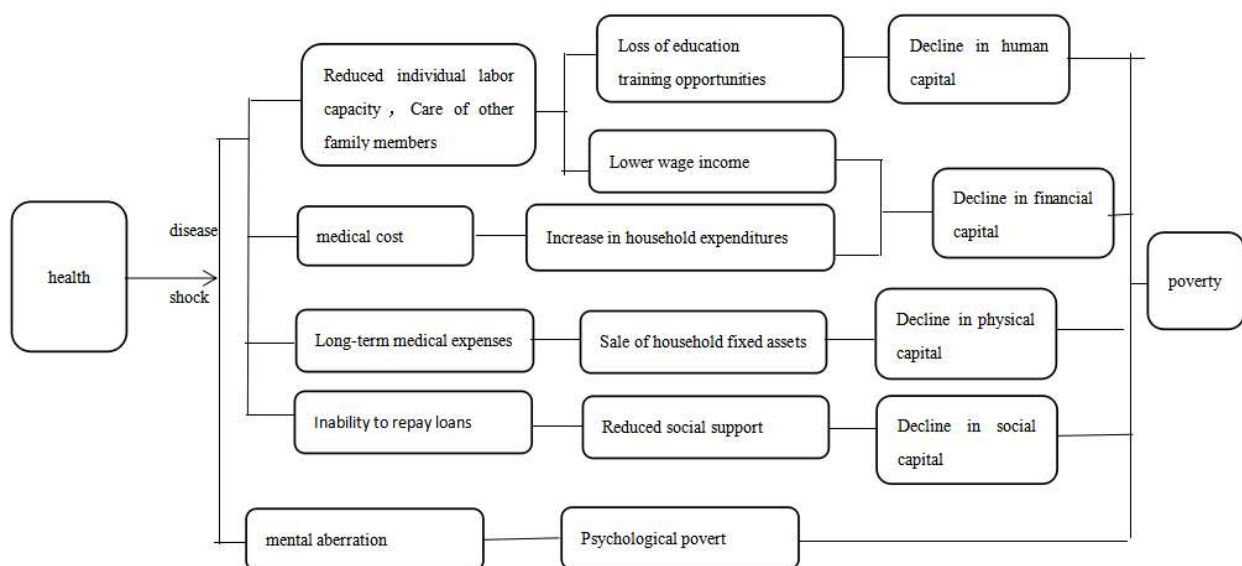 Loss of education
training opportunities
Decline in human
capital
Reduced individual labor
capacity， Care of other
family members
Lower wage income
Decline in financial
capital
disease
medical cost
Increase in household expenditures
health
shock
poverty
Long-term medical expenses
Sale of household fixed assets
Decline in physical
capital
Inability to repay loans
Reduced social support
Decline in social
capital
mental aberration
Psychological povert